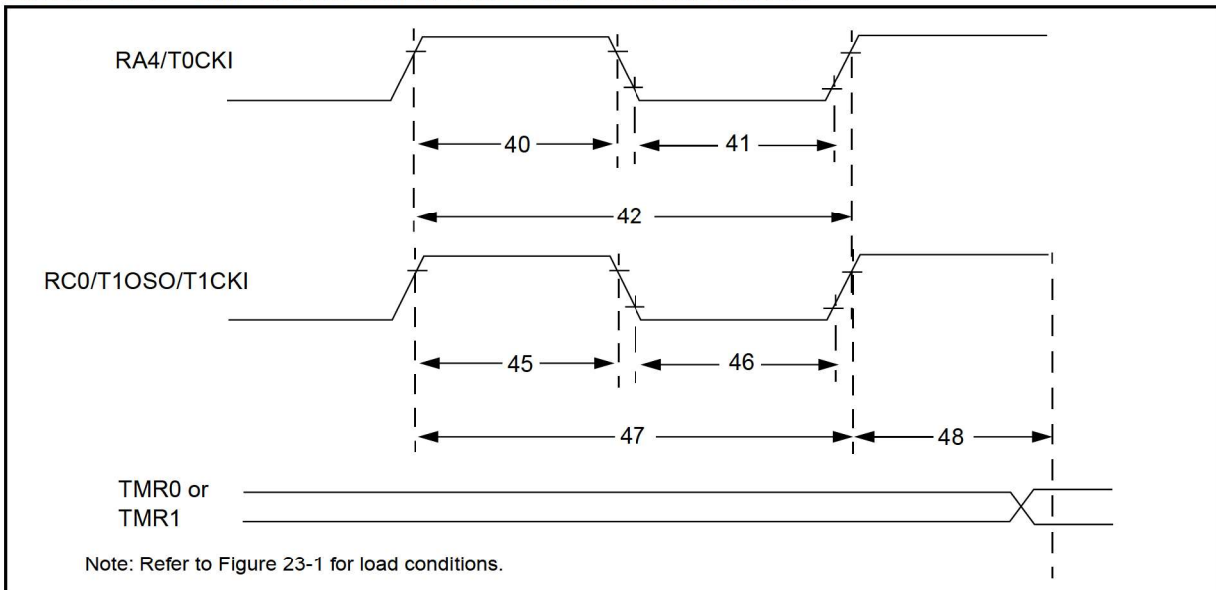 RA4/T0CKI
40
41
42
RC0/T1OSO/T1CKI
45
46
47
48
TMR0 or
TMR1
Note: Refer to Figure 23-1 for load conditions.